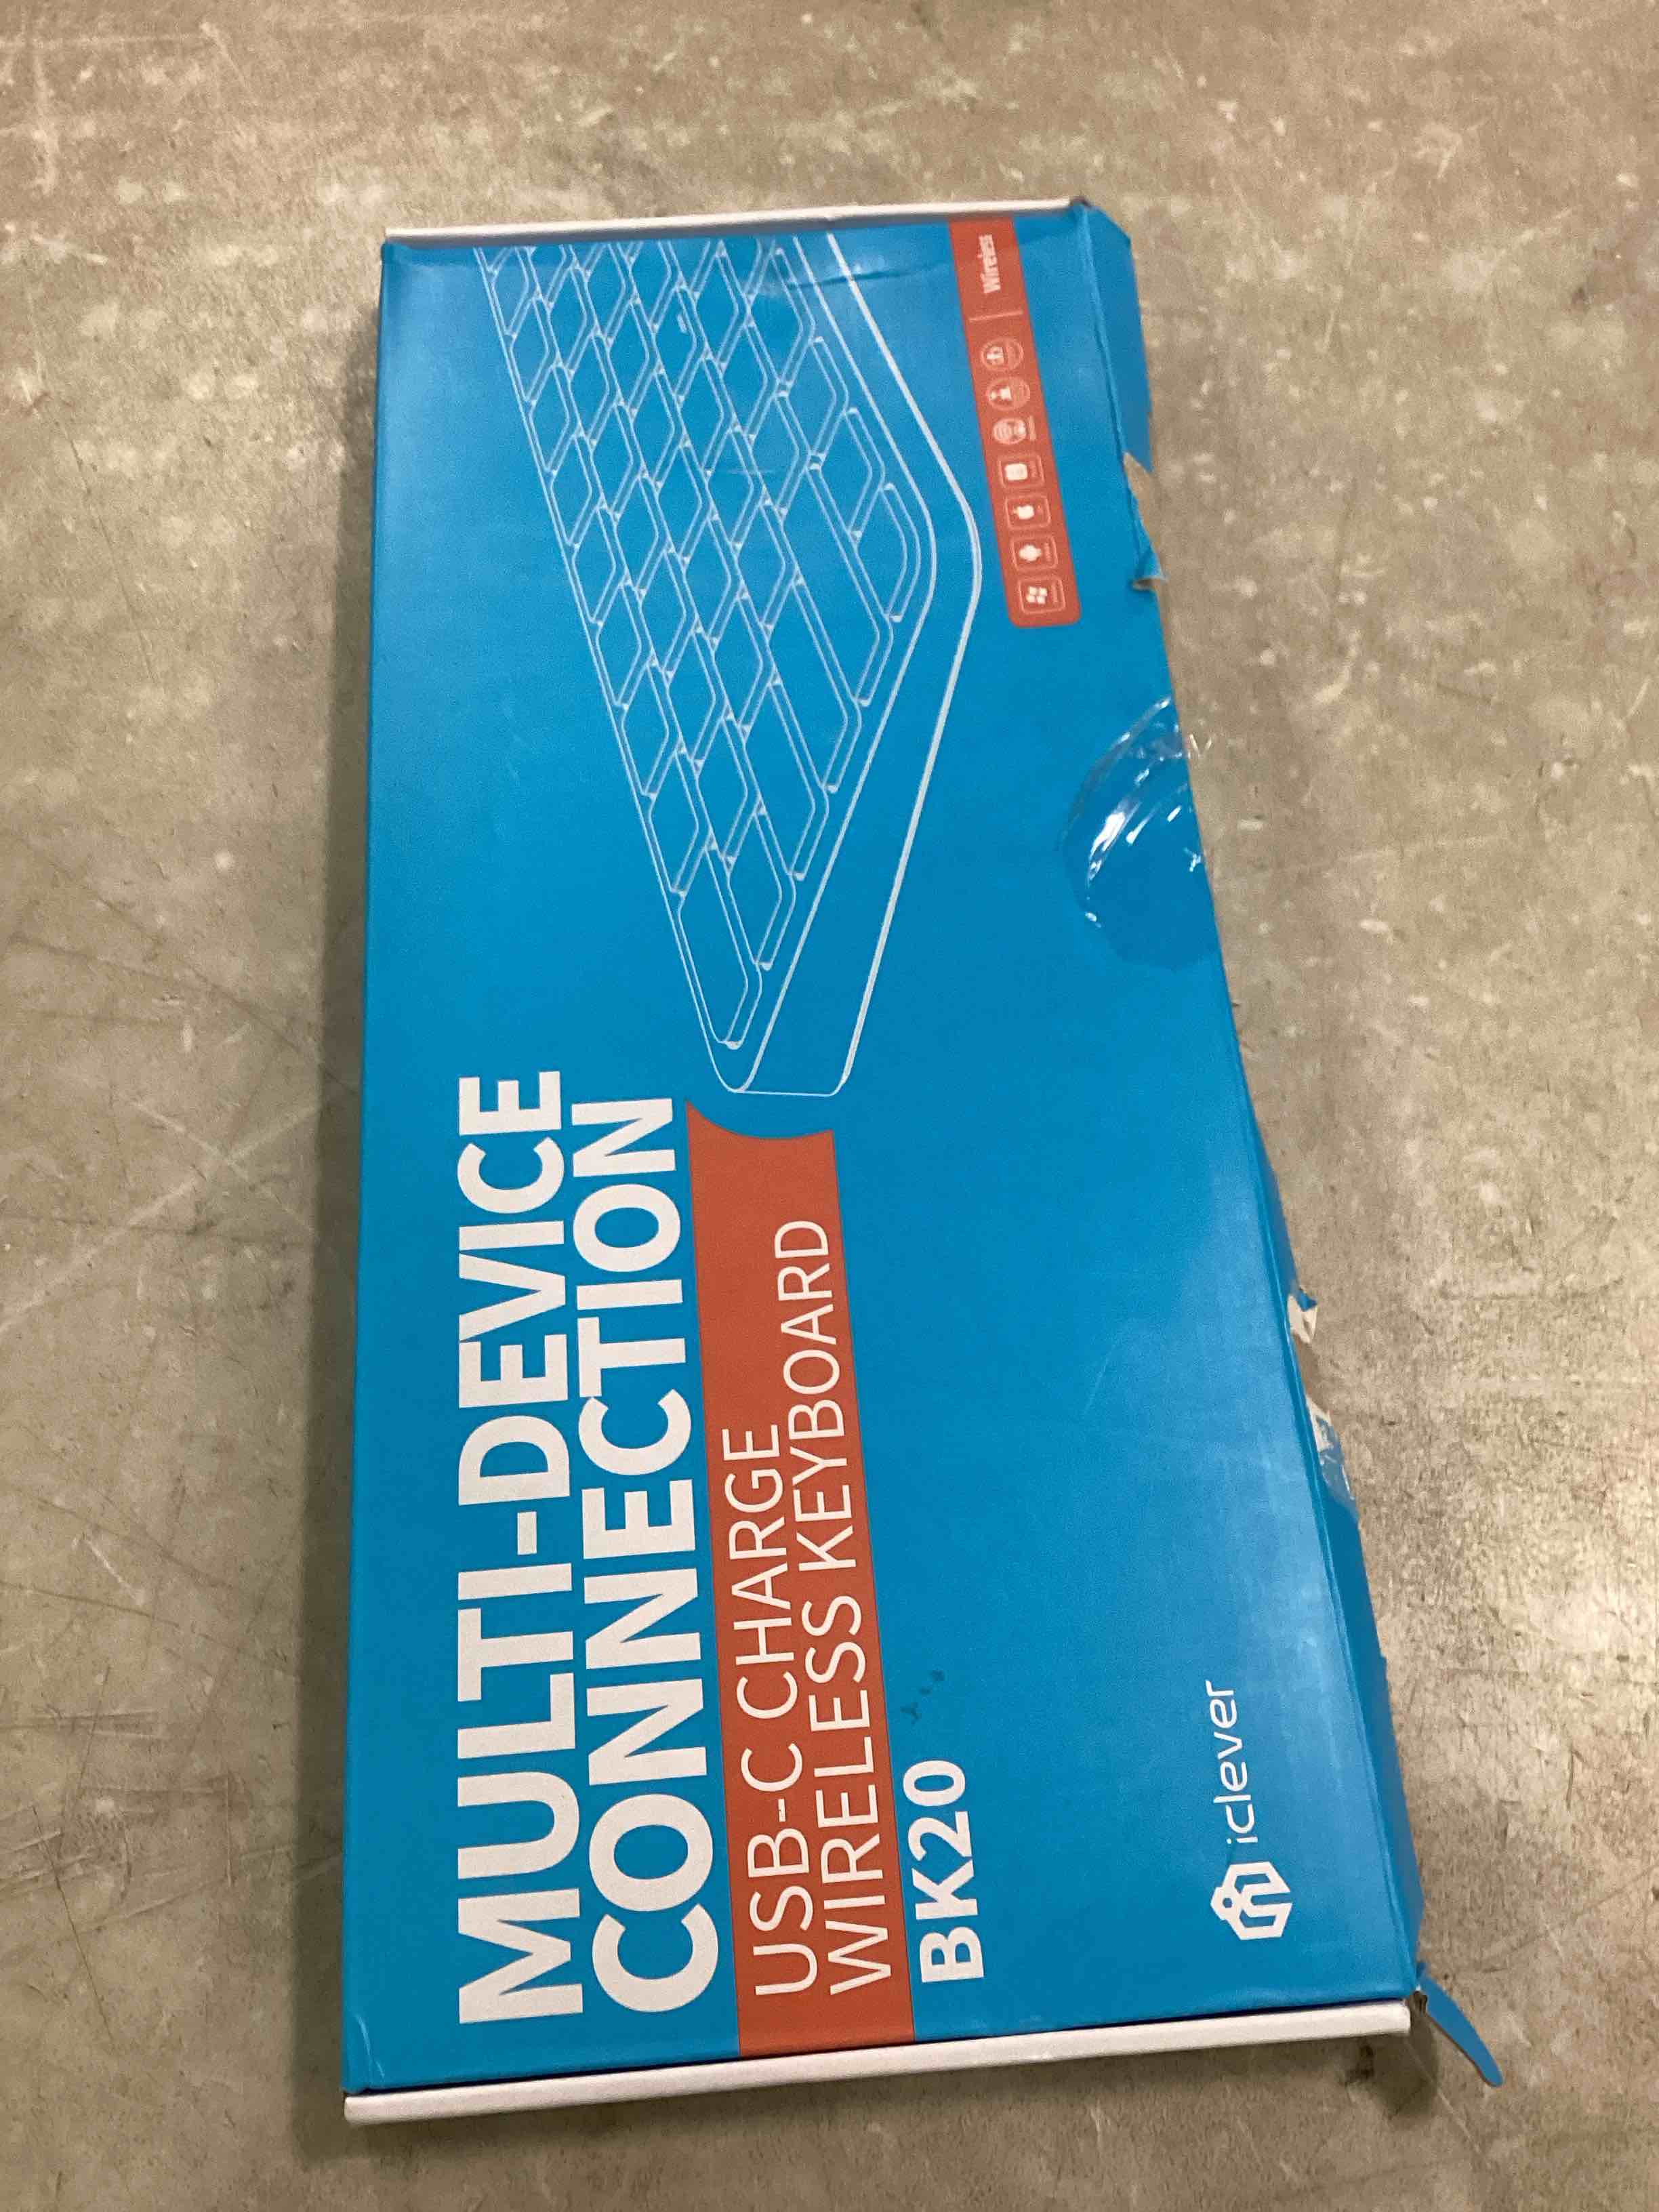 MULTI-DEVICE
CONNECTION
USB-C CHARGE
WIRELESS KEYBOARD
BK20
iclever
Wireless